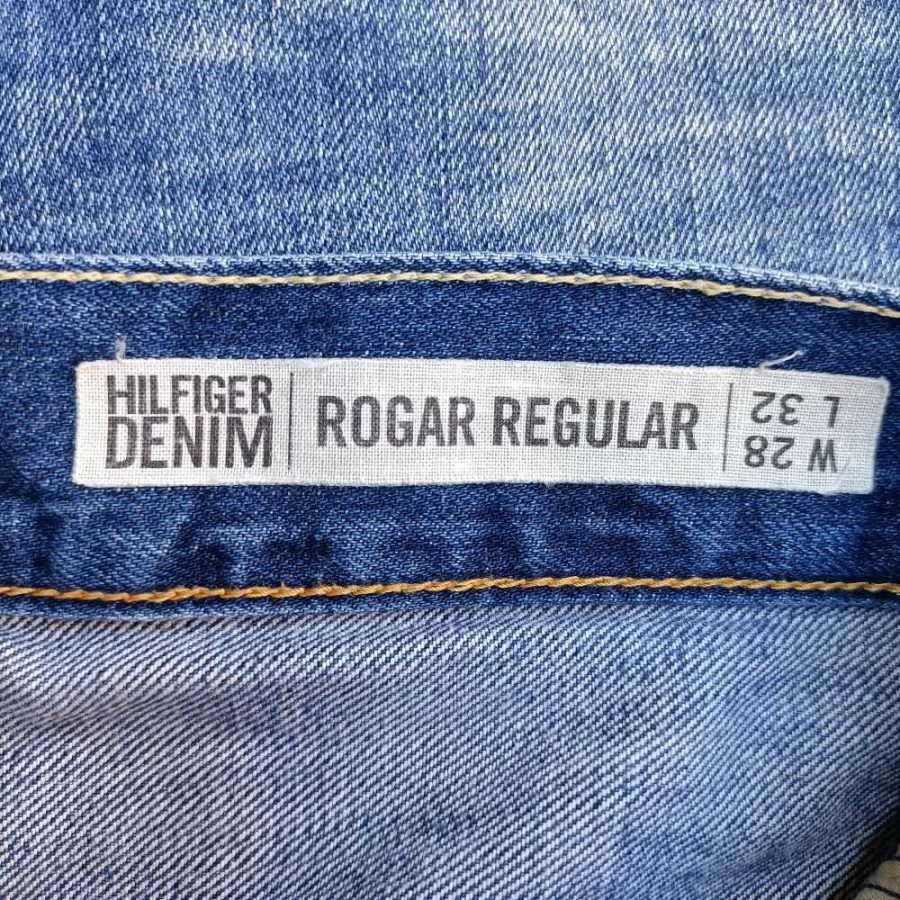 HILFIGER
DENIM
ROGAR REGULAR
W 28
L 32